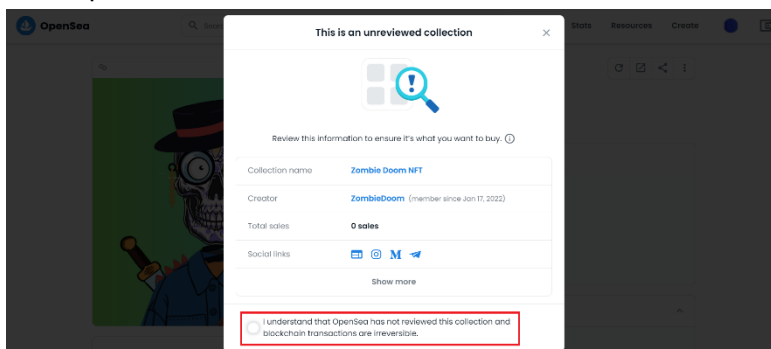 OpenSea
This is an unreviewed collection
Stats Resources Create
Review this information to ensure it's what you want to buy.
Collection name Zombie Doom NFT
Creator ZombieDoom (member since Jan 17, 2022)
Total sales 0 sales
Social links M
Show more
I understand that OpenSea has not reviewed this collection and
blockchain transactions are irreversible.